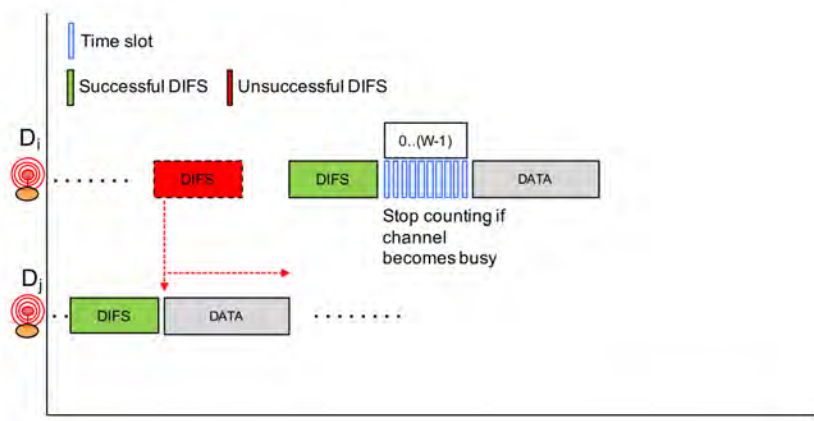 Time slot
Successful DIFS
Unsuccessful DIFS
Di
0..(W-1)
DIFS
DIFS
DATA
Stop counting if
channel
becomes busy
Dj
DIFS
DATA